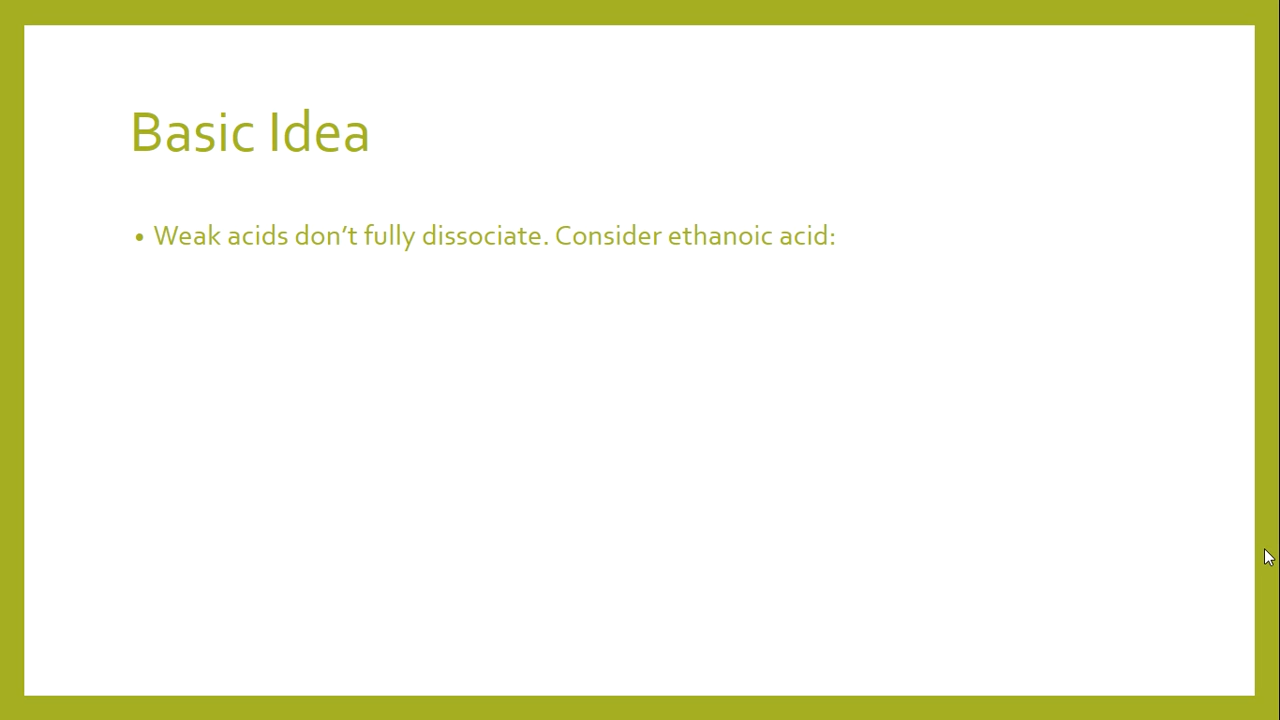 Basic Idea
• Weak acids don’t fully dissociate. Consider ethanoic acid: